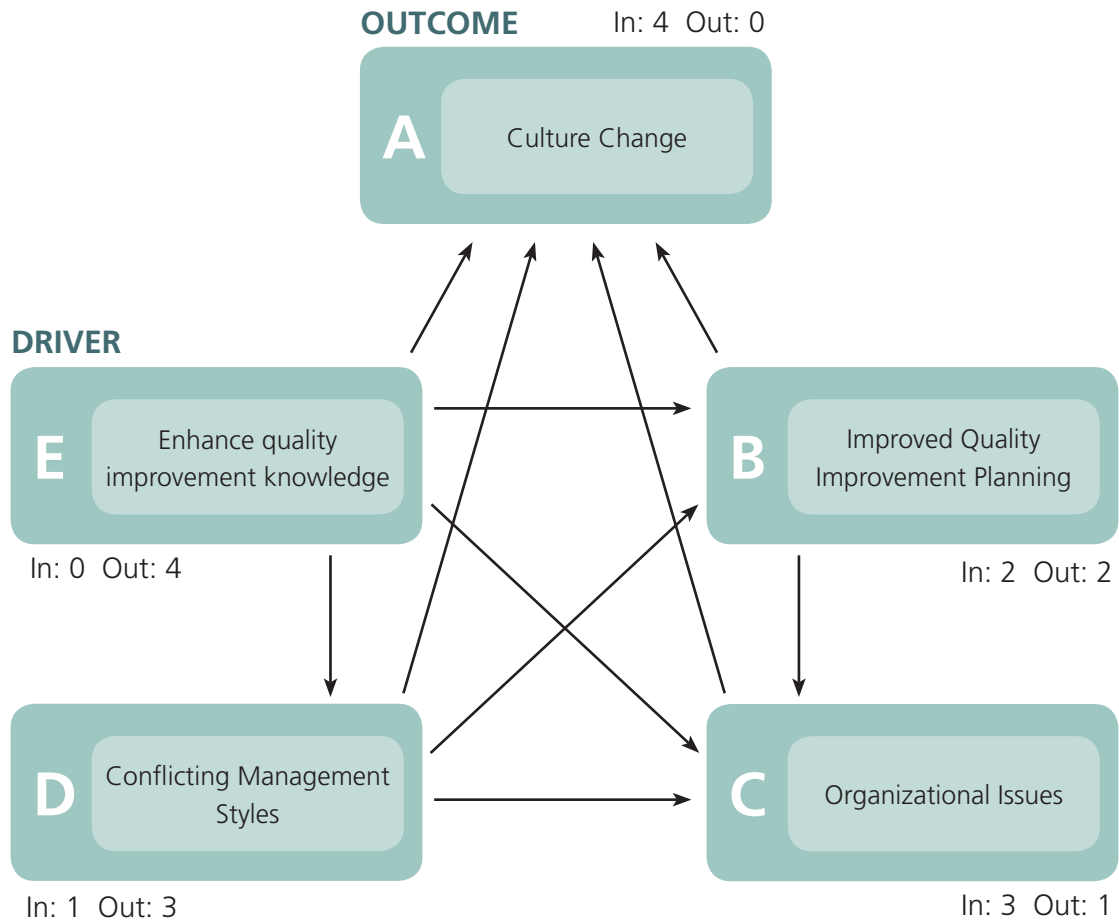 OUTCOME In: 4 Out: 0
A
Culture Change
DRIVER
E
Enhance quality
improvement knowledge
In: 0 Out: 4
B
Improved Quality
Improvement Planning
In: 2 Out: 2
D
Conflicting Management
Styles
In: 1 Out: 3
C
Organizational Issues
In: 3 Out: 1